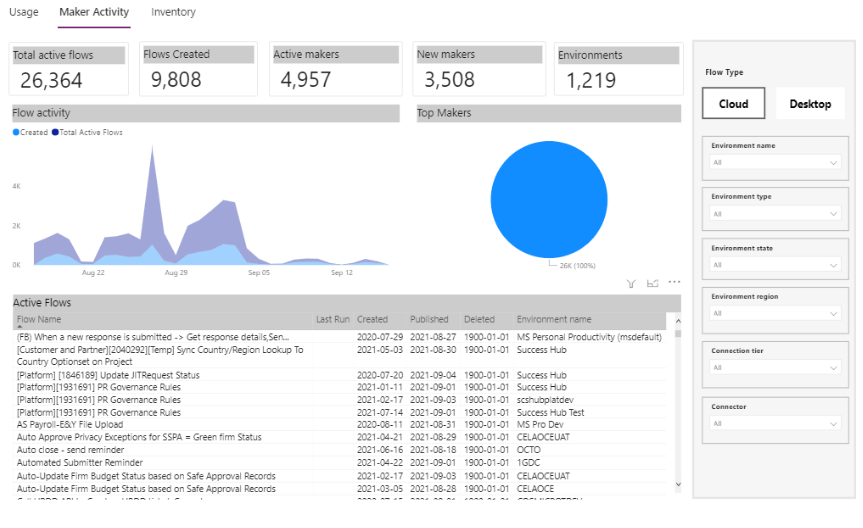 Usage Maker Activity Inventory
Total active flows Flows Created Active makers New makers Environments
26,364 9,808 4,957 3,508 1,219
Flow Type
Cloud Desktop
Flow activity Top Makers
Created Total Active Flows
4K
2K
0K
Aug 22 Aug 29 Sep 05 Sep 12
26K (100%)
Environment name
All
Environment type
All
Environment state
All
Environment region
All
Connection tier
All
Connector
All
Active Flows
Flow Name Last Run Created Published Deleted Environment name
(FB) When a new response is submitted -> Get response details,Sen... 2020-07-29 2021-08-27 1900-01-01 MS Personal Productivity (msdefault)
[Customer and Partner][2040292][Temp] Sync Country/Region Lookup To 2021-05-03 2021-08-30 1900-01-01 Success Hub
Country Optionset on Project
[Platform] [1846189] Update JITRequest Status 2020-07-20 2021-09-04 1900-01-01 Success Hub
[Platform][1931691] PR Governance Rules 2021-01-11 2021-09-01 1900-01-01 Success Hub
[Platform][1931691] PR Governance Rules 2021-02-17 2021-09-03 1900-01-01 scshubplatdev
[Platform][1931691] PR Governance Rules 2021-07-14 2021-09-01 1900-01-01 Success Hub Test
AS Payroll-E&Y File Upload 2020-08-11 2021-08-31 1900-01-01 MS Pro Dev
Auto Approve Privacy Exceptions for SSPA = Green firm Status 2021-04-21 2021-08-29 1900-01-01 CELAOCEUAT
Auto close - send reminder 2021-06-16 2021-08-18 1900-01-01 OCTO
Automated Submitter Reminder 2021-04-22 2021-09-01 1900-01-01 1GDC
Auto-Update Firm Budget Status based on Safe Approval Records 2021-02-17 2021-09-03 1900-01-01 CELAOCEUAT
Auto-Update Firm Budget Status based on Safe Approval Records 2021-03-05 2021-08-28 1900-01-01 CELAOCE